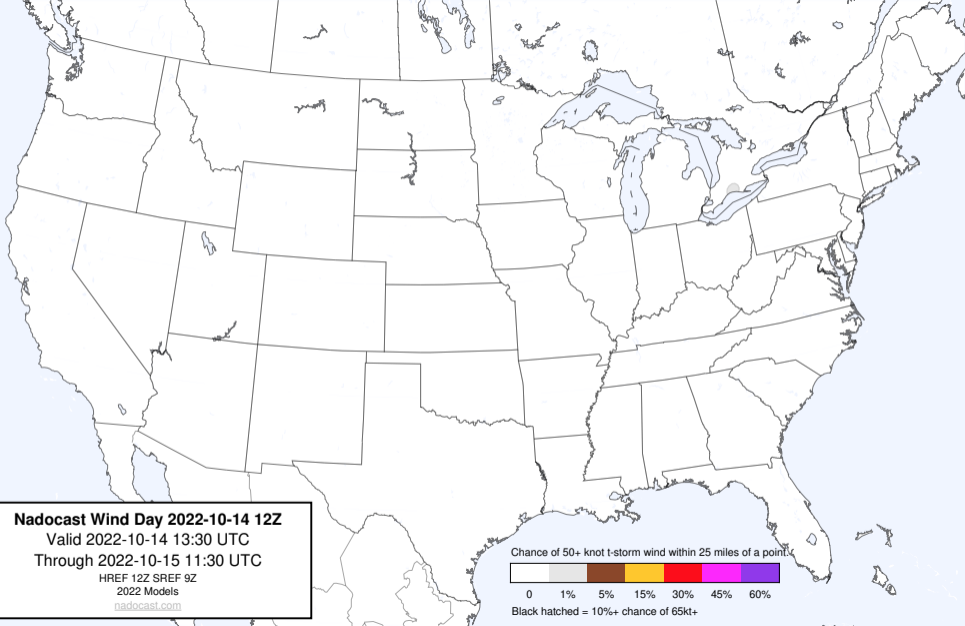 Nadocast Wind Day 2022-10-14 12Z
Valid 2022-10-14 13:30 UTC
Through 2022-10-15 11:30 UTC
HREF 12Z SREF 9Z
2022 Models
nadocast.com
Chance of 50+ knot t-storm wind within 25 miles of a point.
0 1% 5% 15% 30% 45% 60%
Black hatched = 10%+ chance of 65kt+